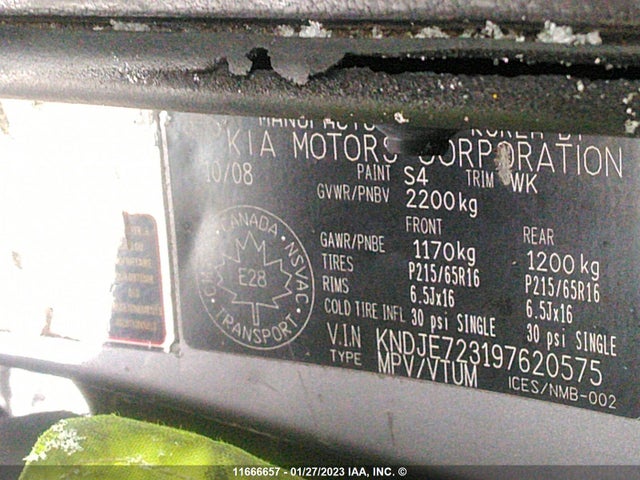 KIA MOTORS CORPORATION
10/08 PAINT S4 TRIM WK
GVWR/PNBV 2200kg
FRONT REAR
GAWR/PNBE 1170kg 1200kg
TIRES P215/65R16 P215/65R16
RIMS 6.5Jx16 6.5Jx16
COLD TIRE INFL 30 psi SINGLE 30 psi SINGLE
V.I.N KNDJE723197620575
TYPE MPV/VTUM ICES/NMB-002
CANADA NSVAC
E28
TRANSPORT
11666657 - 01/27/2023 IAA, INC. ©